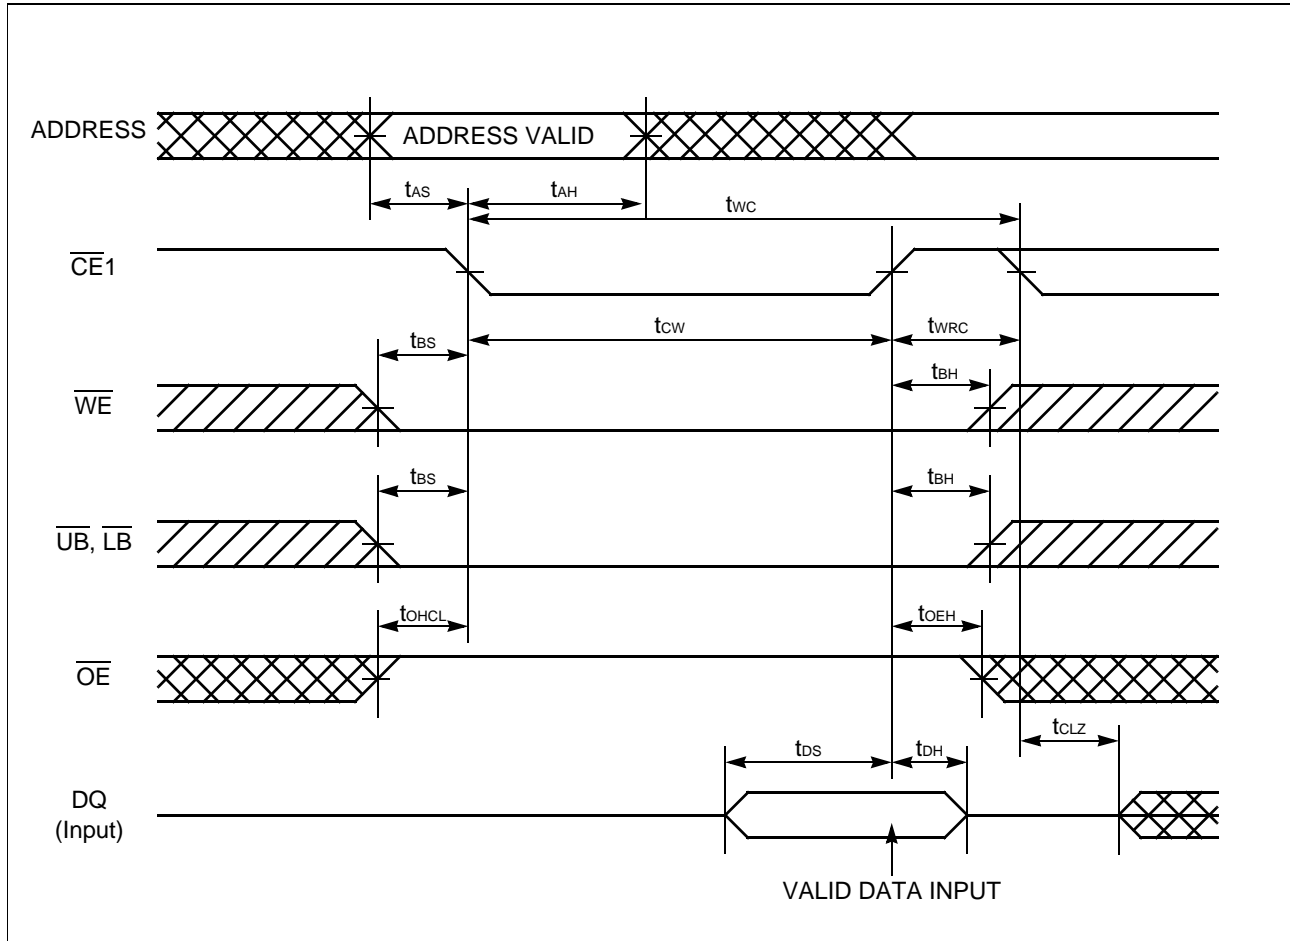 ADDRESS
ADDRESS VALID
tAS
tAH
tWC
CE1
tCW
tWRC
tBS
tBH
WE
tBS
tBH
UB, LB
tOHCL
tOEH
OE
tCLZ
tDS
tDH
DQ
(Input)
VALID DATA INPUT